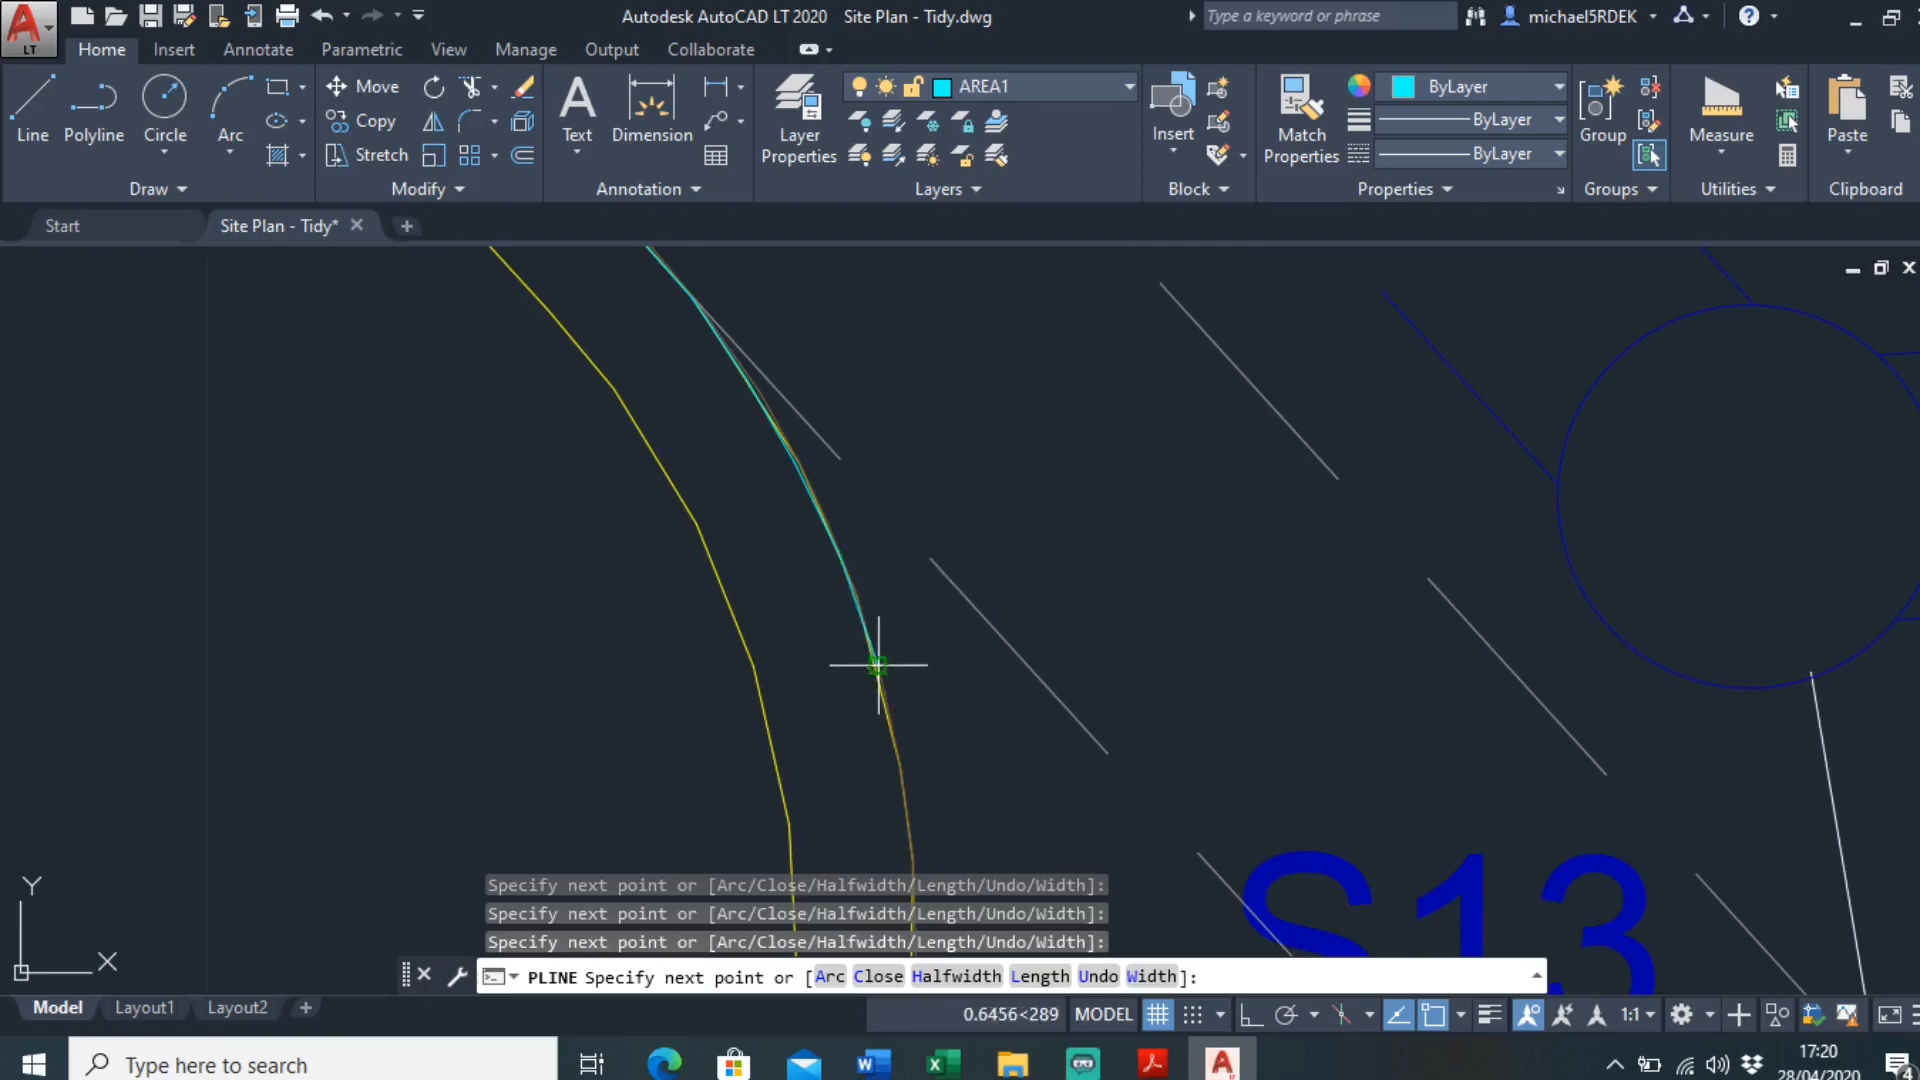 Autodesk AutoCAD LT 2020 Site Plan - Tidy.dwg
Type a keyword or phrase
michael5RDEK
LT
Home Insert Annotate Parametric View Manage Output Collaborate
Line Polyline Circle Arc
Draw
Move
Copy
Stretch
Modify
Text Dimension
Annotation
Layer Properties
AREA1
Layers
Insert
Block
Match Properties
ByLayer
ByLayer
ByLayer
Properties
Group
Groups
Measure
Utilities
Paste
Clipboard
Start Site Plan - Tidy*
S13
Y
X
Specify next point or [Arc/Close/Halfwidth/Length/Undo/Width]:
Specify next point or [Arc/Close/Halfwidth/Length/Undo/Width]:
Specify next point or [Arc/Close/Halfwidth/Length/Undo/Width]:
PLINE Specify next point or [Arc Close Halfwidth Length Undo Width]:
Model Layout1 Layout2
0.6456<289 MODEL 1:1
Type here to search
17:20
28/04/2020
4